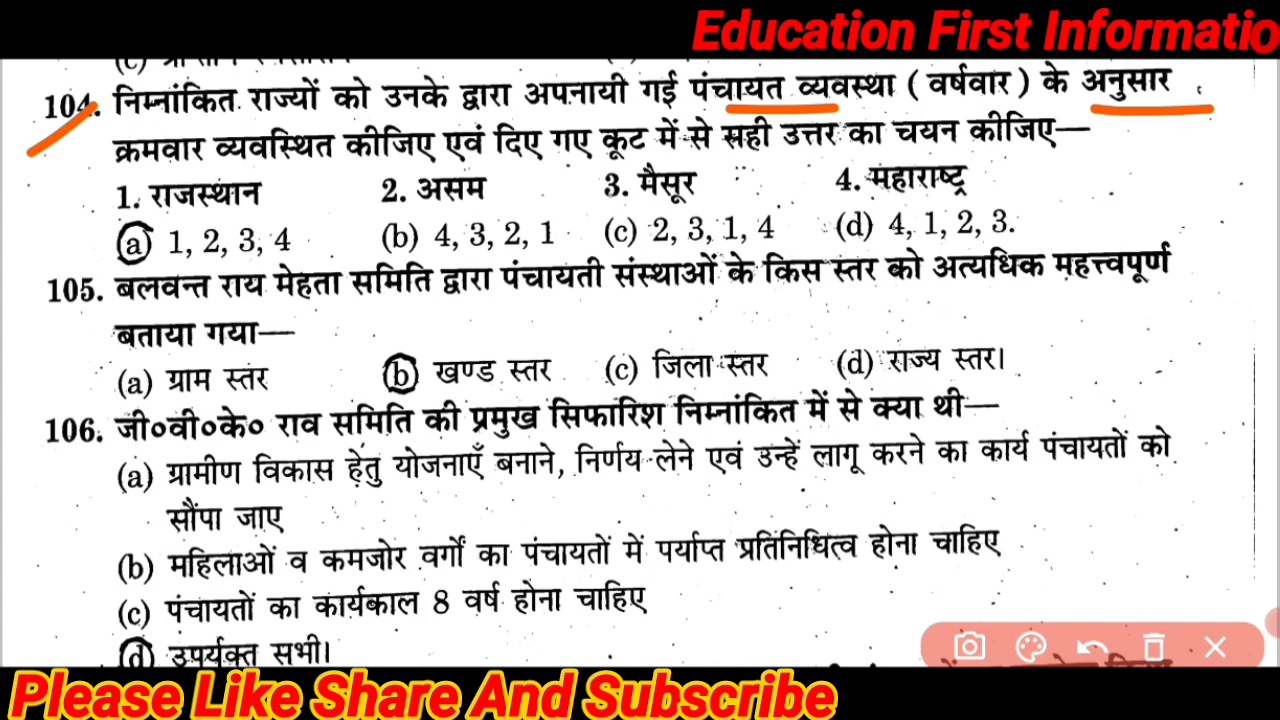 Education First Informatio
104. निम्नांकित राज्यों को उनके द्वारा अपनायी गई पंचायत व्यवस्था ( वर्षवार ) के अनुसार
क्रमवार व्यवस्थित कीजिए एवं दिए गए कूट में से सही उत्तर का चयन कीजिए—
1. राजस्थान 2. असम 3. मैसूर 4. महाराष्ट्र
(a) 1, 2, 3, 4 (b) 4, 3, 2, 1 (c) 2, 3, 1, 4 (d) 4, 1, 2, 3.
105. बलवन्त राय मेहता समिति द्वारा पंचायती संस्थाओं के किस स्तर को अत्यधिक महत्त्वपूर्ण
बताया गया—
(a) ग्राम स्तर (b) खण्ड स्तर (c) जिला स्तर (d) राज्य स्तर।
106. जी०वी०के० राव समिति की प्रमुख सिफारिश निम्नांकित में से क्या थी—
(a) ग्रामीण विकास हेतु योजनाएँ बनाने, निर्णय लेने एवं उन्हें लागू करने का कार्य पंचायतों को
सौंपा जाए
(b) महिलाओं व कमजोर वर्गों का पंचायतों में पर्याप्त प्रतिनिधित्व होना चाहिए
(c) पंचायतों का कार्यकाल 8 वर्ष होना चाहिए
(d) उपर्युक्त सभी।
Please Like Share And Subscribe